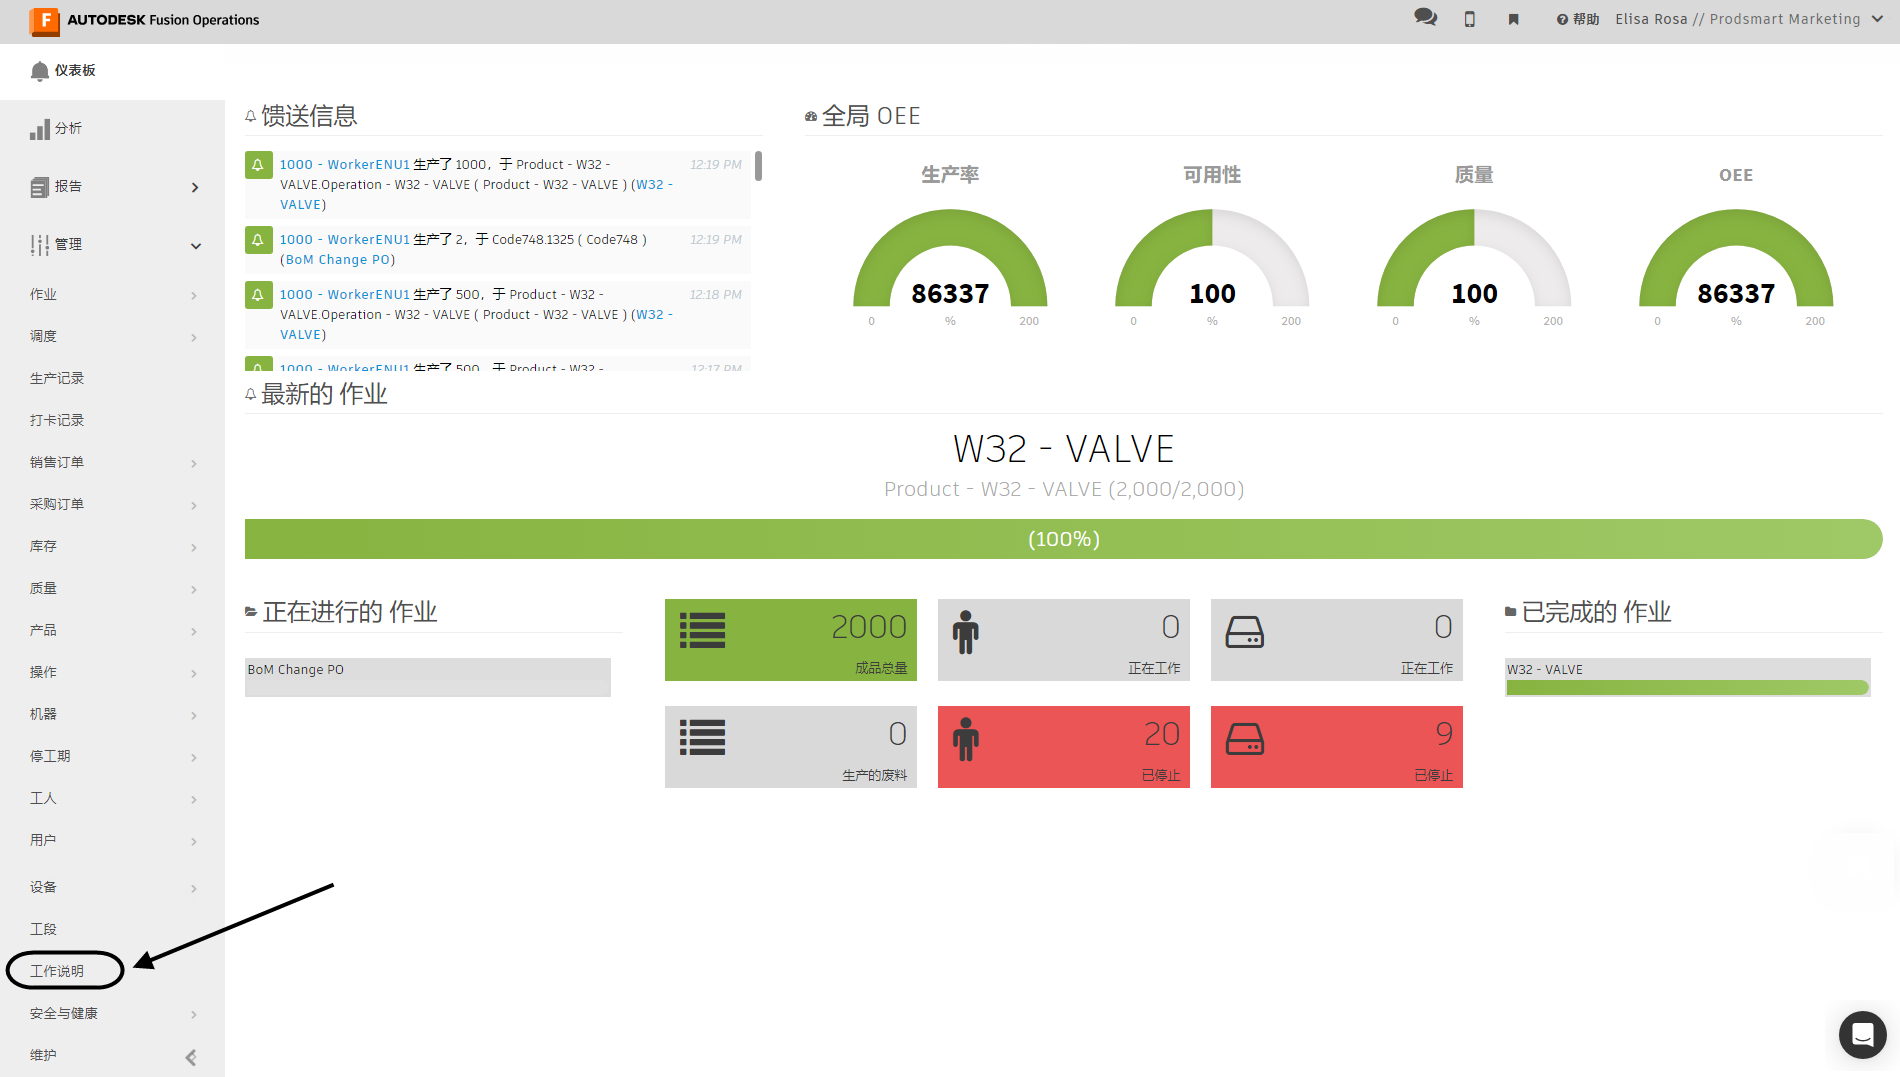 AUTODESK Fusion Operations
帮助
Elisa Rosa // Prodsmart Marketing
仪表板
分析
报告
管理
作业
调度
生产记录
打卡记录
销售订单
采购订单
库存
质量
产品
操作
机器
停工期
工人
用户
设备
工段
工作说明
安全与健康
维护
馈送信息
1000 - WorkerENU1 生产了 1000，于 Product - W32 -
VALVE.Operation - W32 - VALVE ( Product - W32 - VALVE ) (W32 -
VALVE)
12:19 PM
1000 - WorkerENU1 生产了 2，于 Code748.1325 ( Code748 )
(BoM Change PO)
12:19 PM
1000 - WorkerENU1 生产了 500，于 Product - W32 -
VALVE.Operation - W32 - VALVE ( Product - W32 - VALVE ) (W32 -
VALVE)
12:18 PM
1000 - WorkerENU1 生产了 500，于 Product - W32 -
12:17 PM
全局 OEE
生产率
86337
0 % 200
可用性
100
0 % 200
质量
100
0 % 200
OEE
86337
0 % 200
最新的 作业
W32 - VALVE
Product - W32 - VALVE (2,000/2,000)
(100%)
正在进行的 作业
BoM Change PO
2000
成品总量
0
正在工作
0
正在工作
0
生产的废料
20
已停止
9
已停止
已完成的 作业
W32 - VALVE